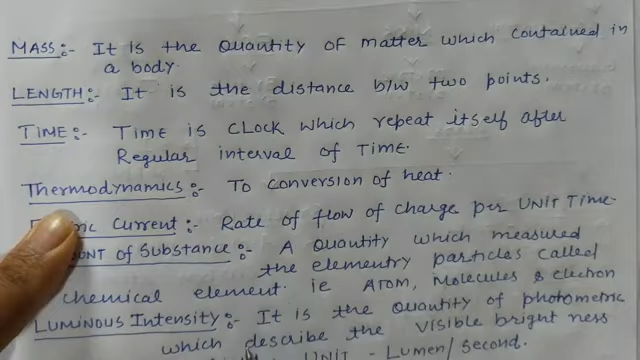 MASS:- It is the Quantity of matter which contained in
a body.
LENGTH:- It is the distance b/w two points.
TIME:- TIME is CLOCK which repeat itself after
Regular interval of TIME.
Thermodynamics:- To conversion of heat.
Current:- Rate of flow of charge per UNIT Time.
of Substance:- A Quantity which measured
the elementry particles called
chemical element. ie ATOM, Molecules & electron
LUMINOUS Intensity:- It is the Quantity of photometric
which describe the visible bright ness
UNIT - Lumen/second.